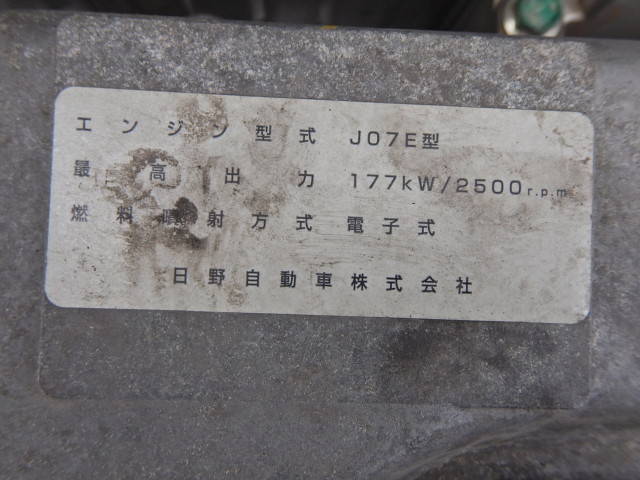 エンジン型式 J07E型
最高出力 177kW/2500r.p.m
燃料噴射方式 電子式
日野自動車株式会社